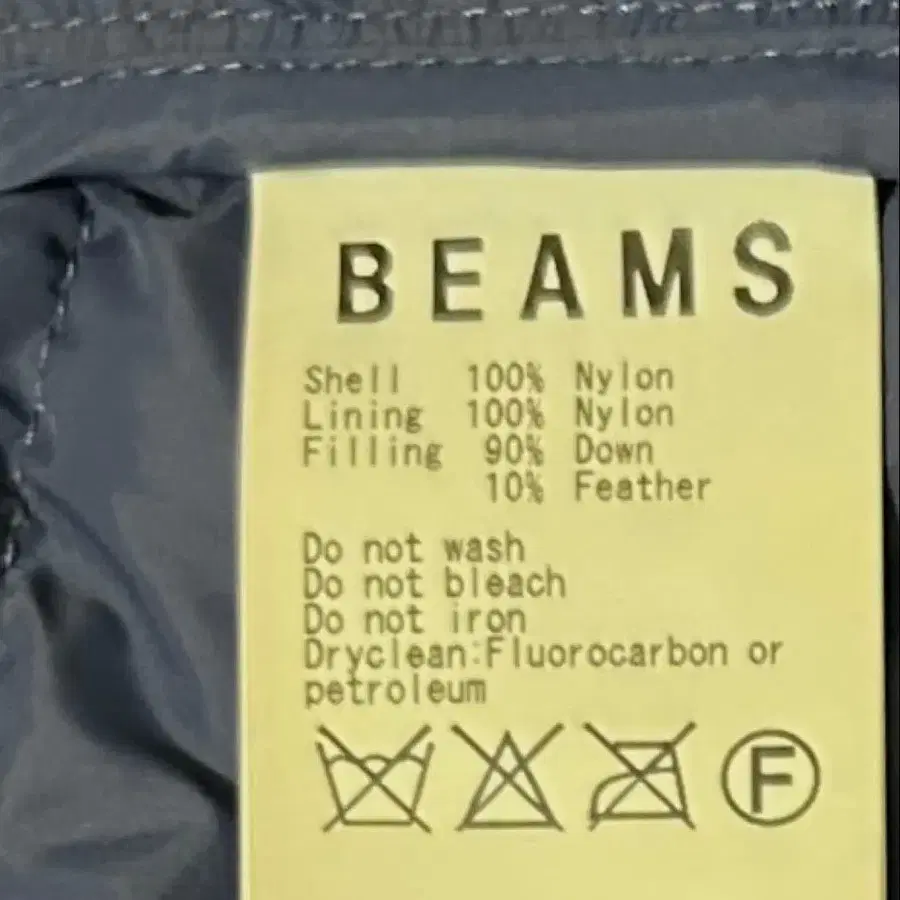 BEAMS
Shell 100% Nylon
Lining 100% Nylon
Filling 90% Down
10% Feather
Do not wash
Do not bleach
Do not iron
Dryclean:Fluorocarbon or
petroleum
F